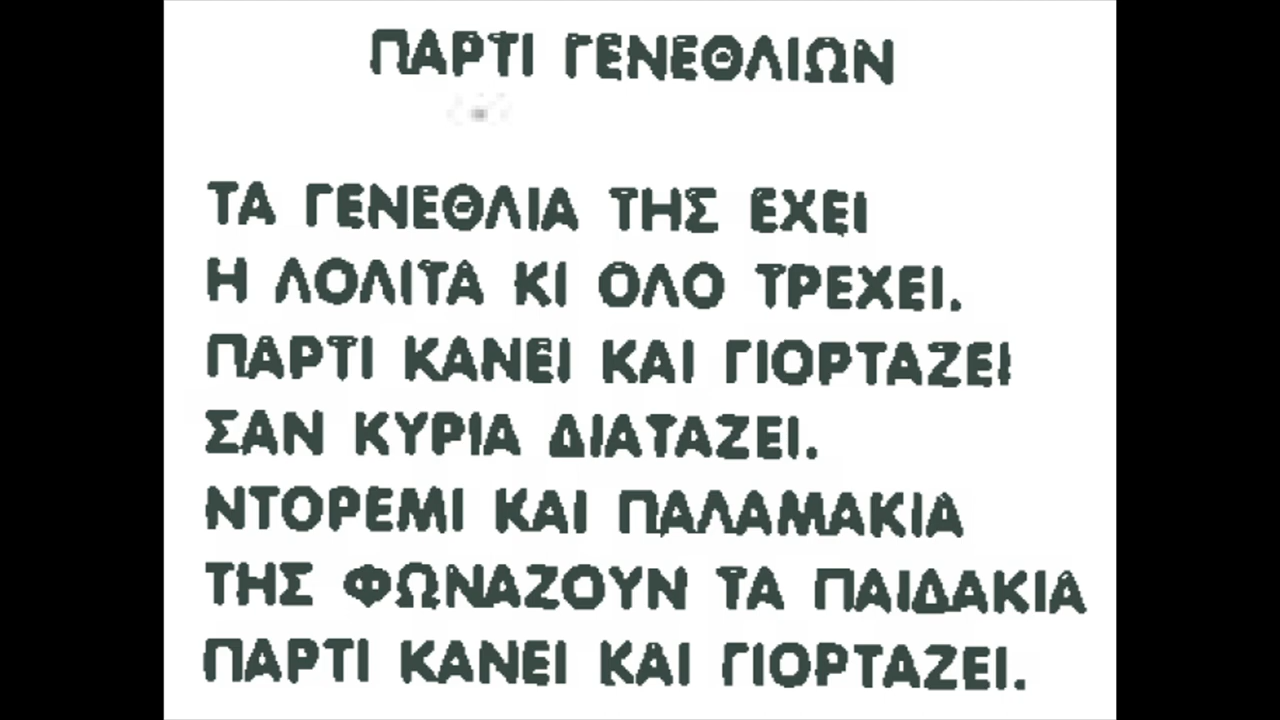 ΠΑΡΤΙ ΓΕΝΕΘΛΙΩΝ
ΤΑ ΓΕΝΕΘΛΙΑ ΤΗΣ ΕΧΕΙ
Η ΛΟΛΙΤΑ ΚΙ ΟΛΟ ΤΡΕΧΕΙ.
ΠΑΡΤΙ ΚΑΝΕΙ ΚΑΙ ΓΙΟΡΤΑΖΕΙ
ΣΑΝ ΚΥΡΙΑ ΔΙΑΤΑΖΕΙ.
ΝΤΟΡΕΜΙ ΚΑΙ ΠΑΛΑΜΑΚΙΑ
ΤΗΣ ΦΩΝΑΖΟΥΝ ΤΑ ΠΑΙΔΑΚΙΑ
ΠΑΡΤΙ ΚΑΝΕΙ ΚΑΙ ΓΙΟΡΤΑΖΕΙ.